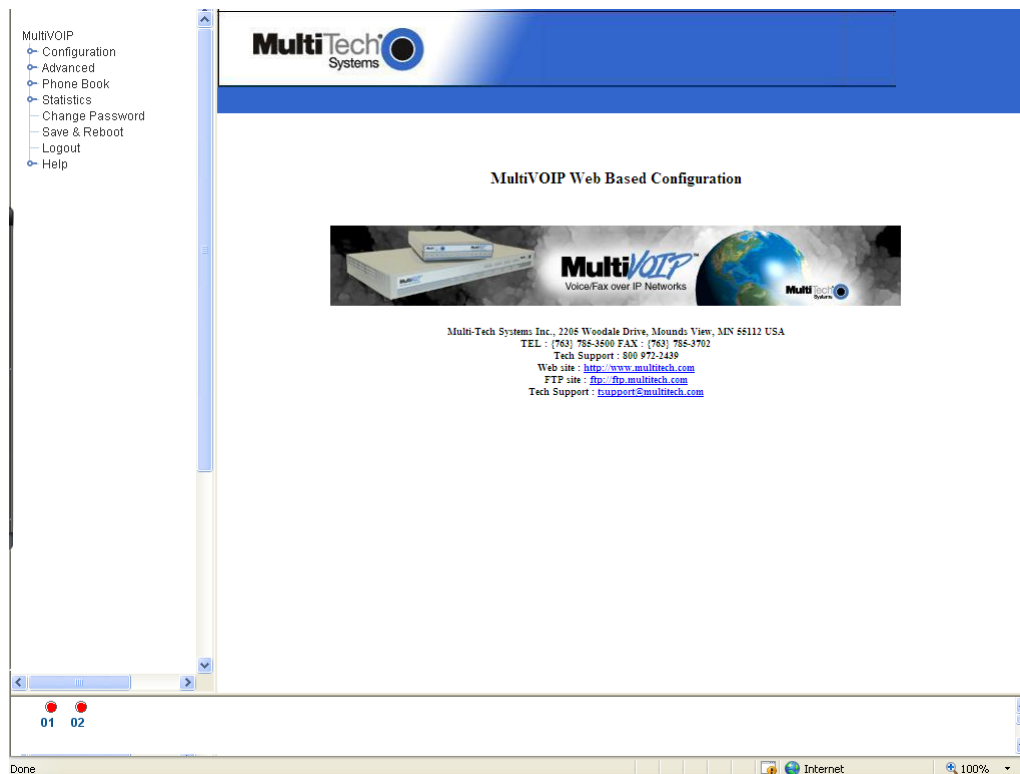 MultiVOIP
Configuration
Advanced
Phone Book
Statistics
Change Password
Save & Reboot
Logout
Help
MultiTech
Systems
MultiVOIP Web Based Configuration
MultiVOIP™
Voice/Fax over IP Networks
MultiTech
Systems
Multi-Tech Systems Inc., 2205 Woodale Drive, Mounds View, MN 55112 USA
TEL : {763} 785-3500 FAX : {763} 785-3702
Tech Support : 800 972-2439
Web site : http://www.multitech.com
FTP site : ftp://ftp.multitech.com
Tech Support : tsupport@multitech.com
01 02
Done Internet 100%